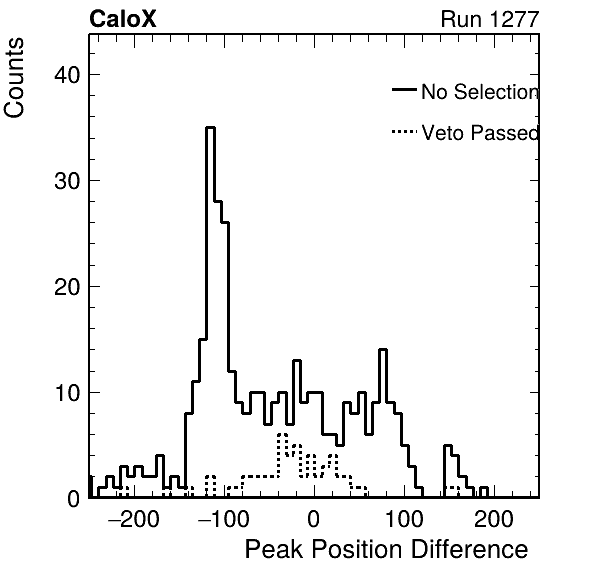 CaloX Run 1277
Counts
40
No Selection
Veto Passed
30
20
10
0
−200 −100 0 100 200
Peak Position Difference